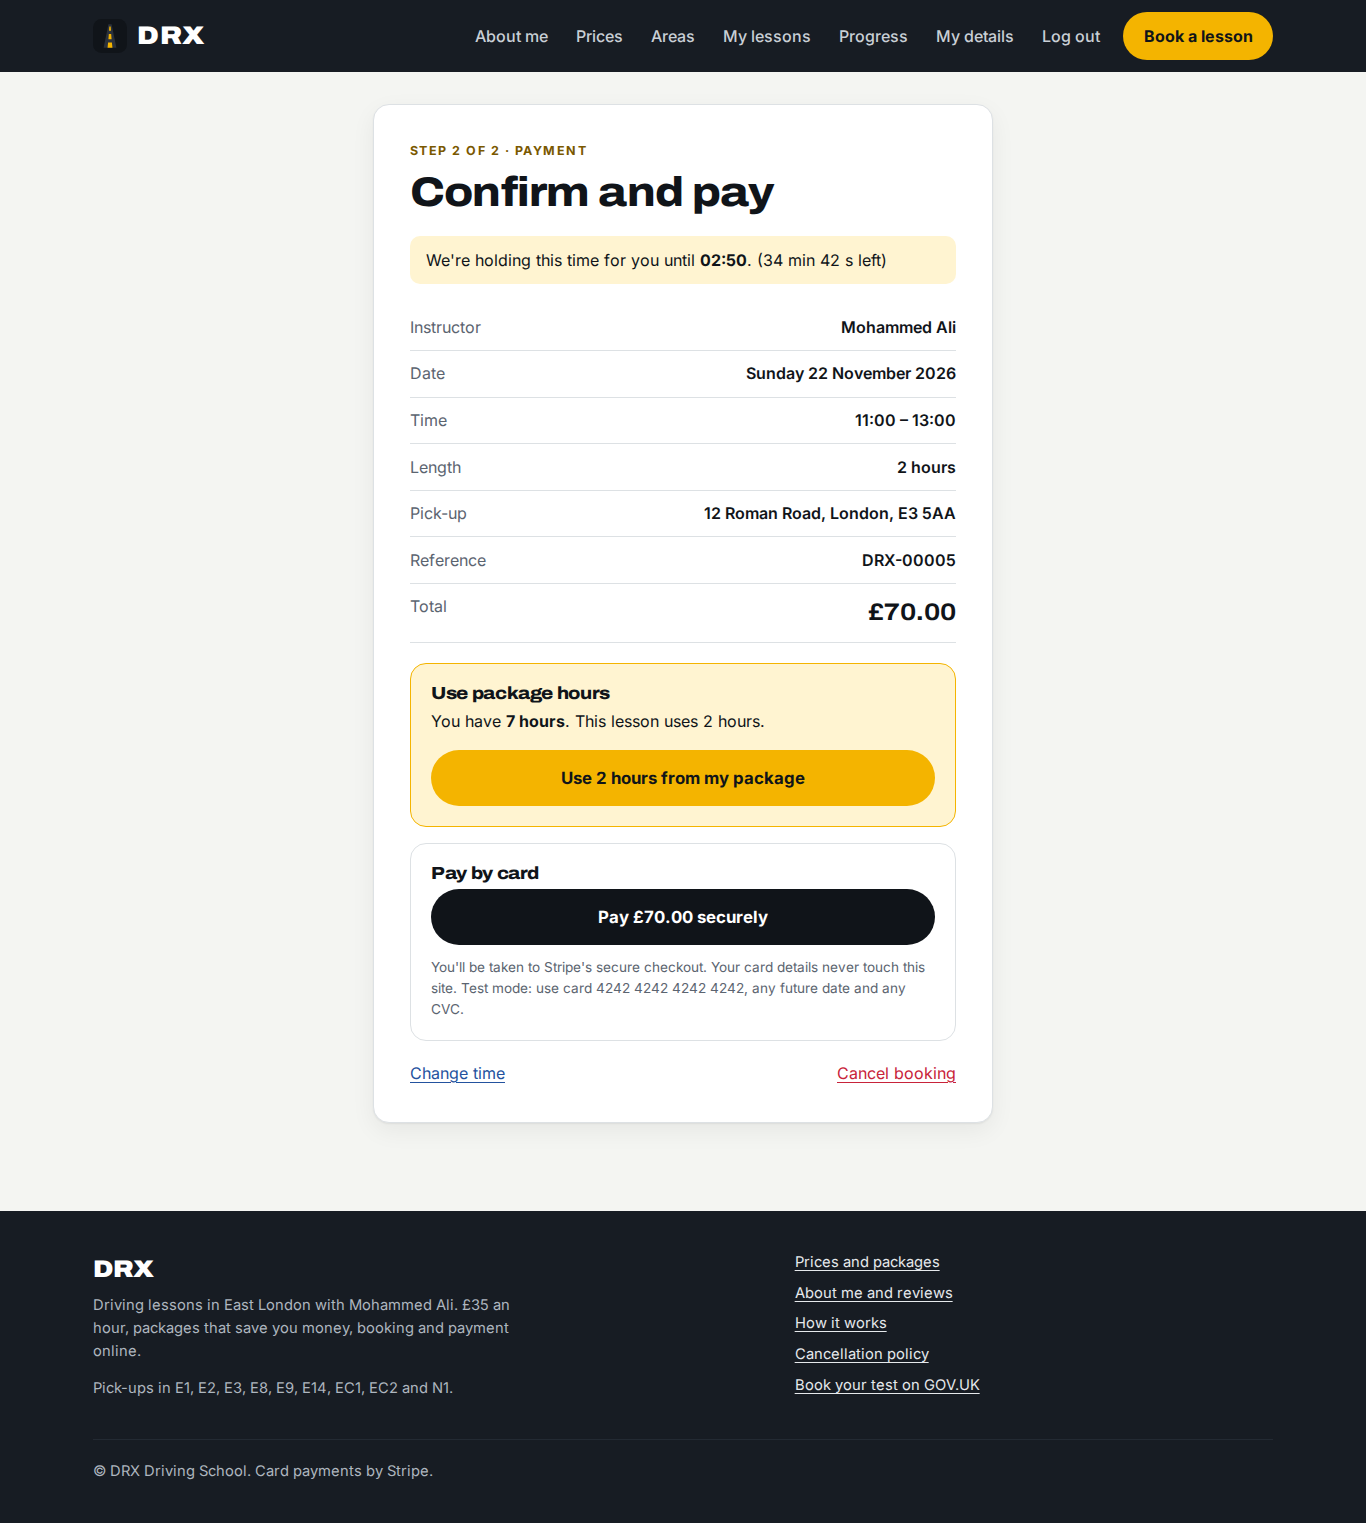 DRX
About me
Prices
Areas
My lessons
Progress
My details
Log out
Book a lesson
STEP 2 OF 2 · PAYMENT
Confirm and pay
We're holding this time for you until 02:50. (34 min 42 s left)
Instructor Mohammed Ali
Date Sunday 22 November 2026
Time 11:00 – 13:00
Length 2 hours
Pick-up 12 Roman Road, London, E3 5AA
Reference DRX-00005
Total £70.00
Use package hours
You have 7 hours. This lesson uses 2 hours.
Use 2 hours from my package
Pay by card
Pay £70.00 securely
You'll be taken to Stripe's secure checkout. Your card details never touch this
site. Test mode: use card 4242 4242 4242 4242, any future date and any
CVC.
Change time
Cancel booking
DRX
Driving lessons in East London with Mohammed Ali. £35 an
hour, packages that save you money, booking and payment
online.
Pick-ups in E1, E2, E3, E8, E9, E14, EC1, EC2 and N1.
Prices and packages
About me and reviews
How it works
Cancellation policy
Book your test on GOV.UK
© DRX Driving School. Card payments by Stripe.